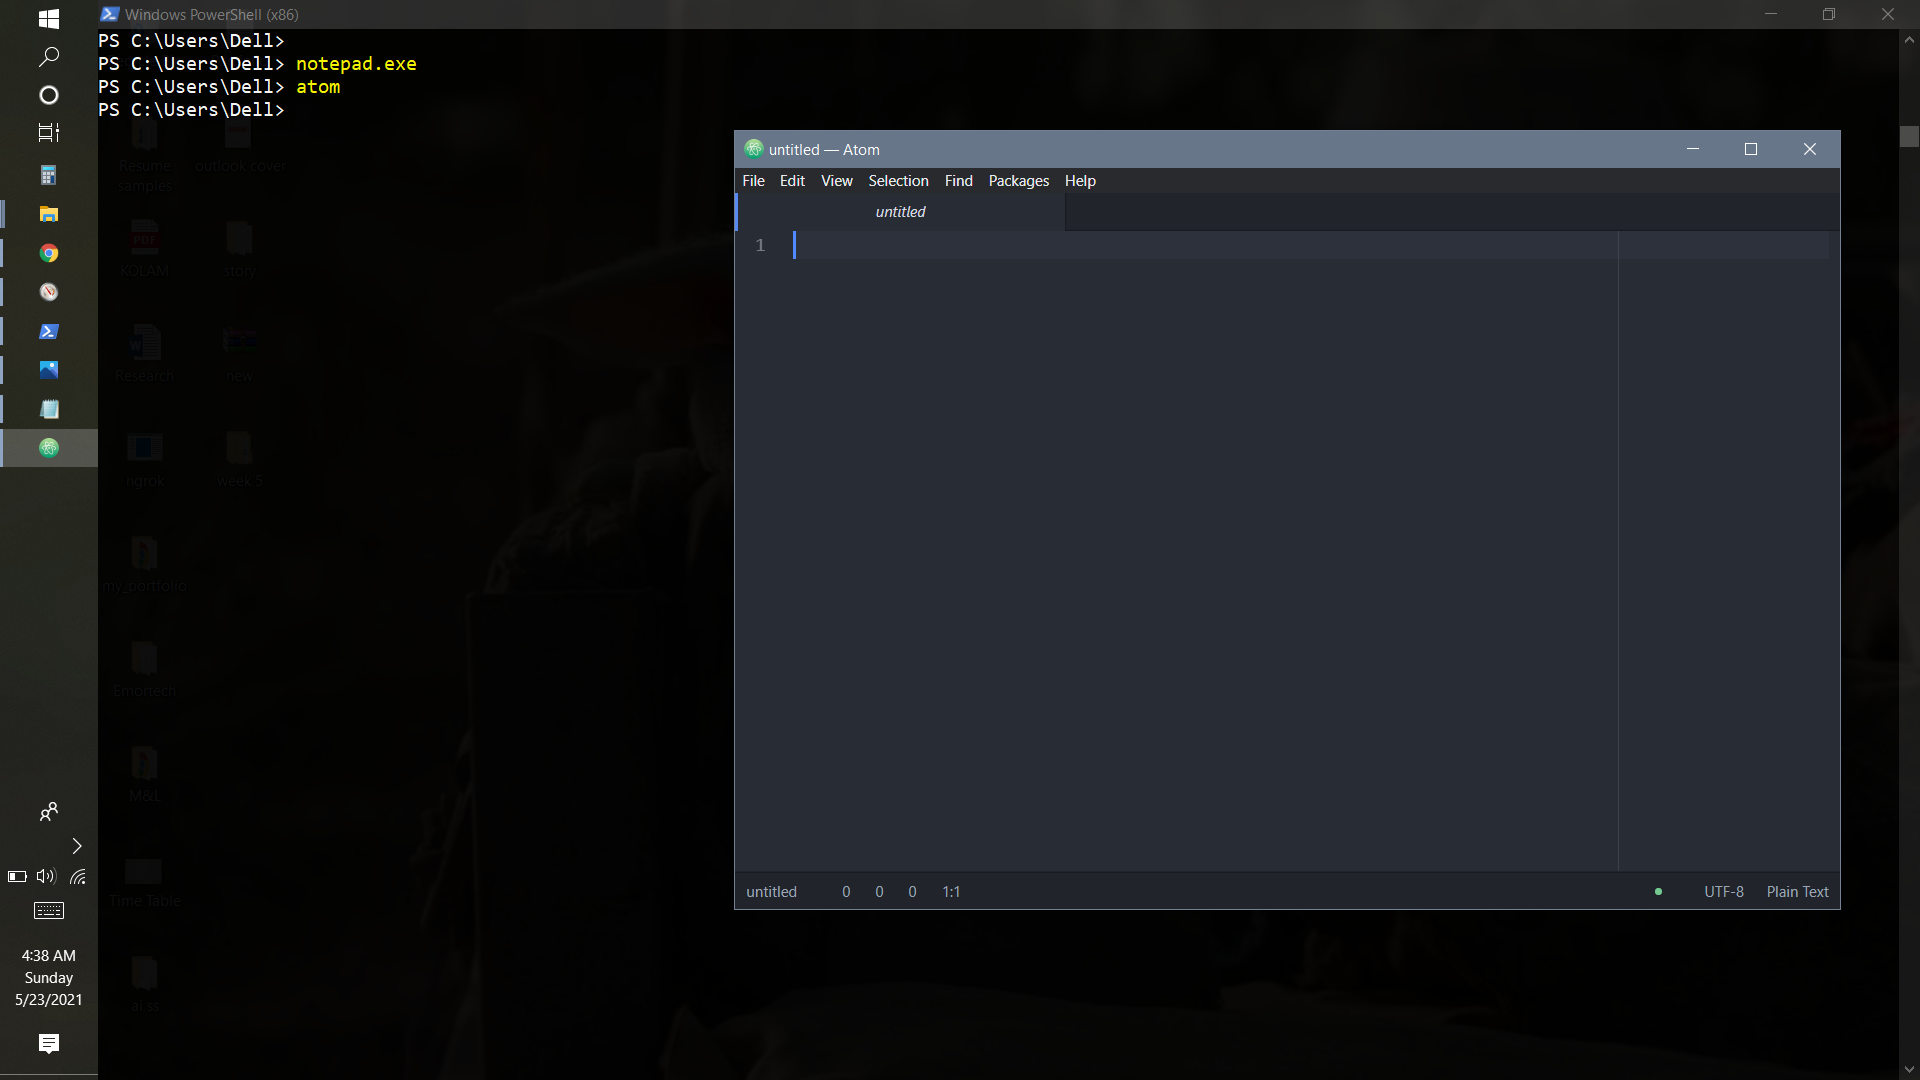 Windows PowerShell (x86)
PS C:\Users\Dell>
PS C:\Users\Dell> notepad.exe
PS C:\Users\Dell> atom
PS C:\Users\Dell>
Resume samples
outlook cover
PDF
KOLAM
story
Research
new
ngrok
week 5
my_portfolio
Emortech
M&L
Time Table
ai ss
untitled — Atom
File Edit View Selection Find Packages Help
untitled
1
untitled 0 0 0 1:1 UTF-8 Plain Text
4:38 AM
Sunday
5/23/2021